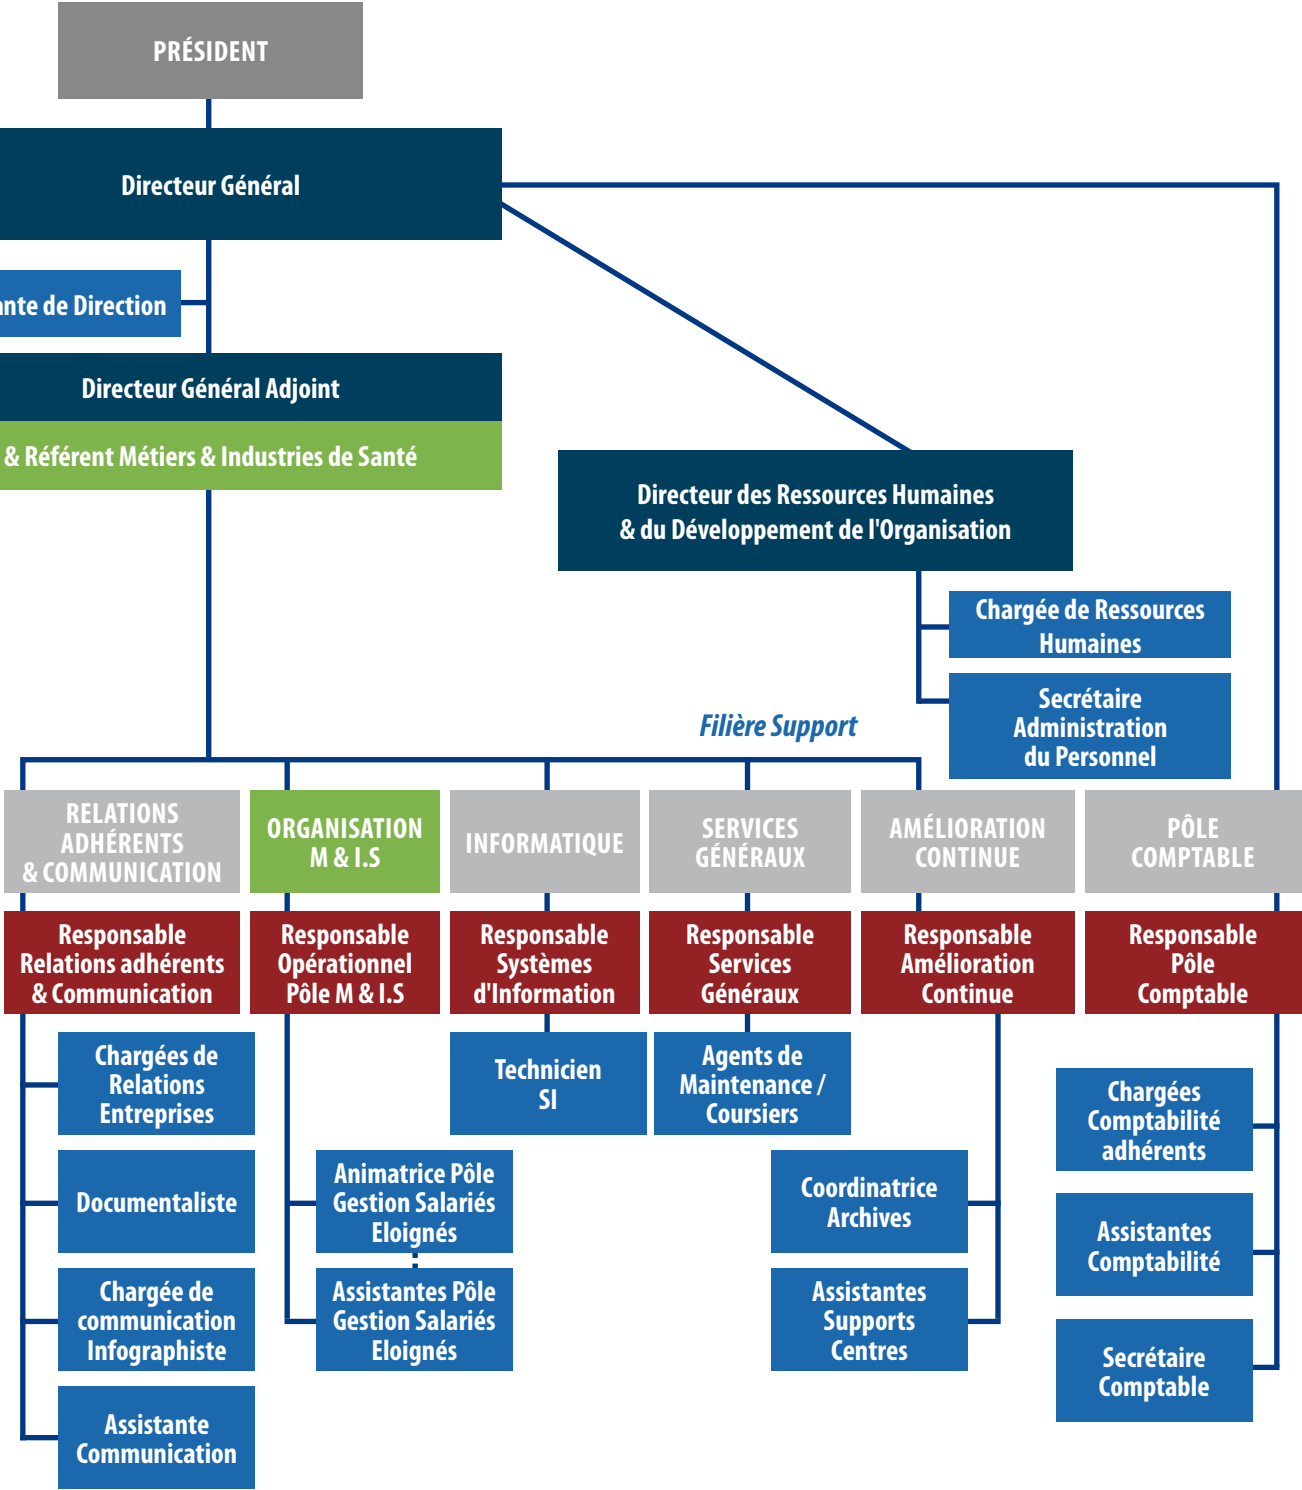 PRÉSIDENT
Directeur Général
de Direction
Directeur Général Adjoint
& Référent Métiers & Industries de Santé
Directeur des Ressources Humaines
& du Développement de l'Organisation
Chargée de Ressources
Humaines
Secrétaire
Administration
du Personnel
Filière Support
RELATIONS
ADHÉRENTS
& COMMUNICATION
ORGANISATION
M & I.S
INFORMATIQUE
SERVICES
GÉNÉRAUX
AMÉLIORATION
CONTINUE
PÔLE
COMPTABLE
Responsable
Relations adhérents
& Communication
Responsable
Opérationnel
Pôle M & I.S
Responsable
Systèmes
d'Information
Responsable
Services
Généraux
Responsable
Amélioration
Continue
Responsable
Pôle
Comptable
Chargées de
Relations
Entreprises
Documentaliste
Chargée de
communication
Infographiste
Assistante
Communication
Animatrice Pôle
Gestion Salariés
Eloignés
Assistantes Pôle
Gestion Salariés
Eloignés
Technicien
SI
Agents de
Maintenance /
Coursiers
Coordinatrice
Archives
Assistantes
Supports
Centres
Chargées
Comptabilité
adhérents
Assistantes
Comptabilité
Secrétaire
Comptable